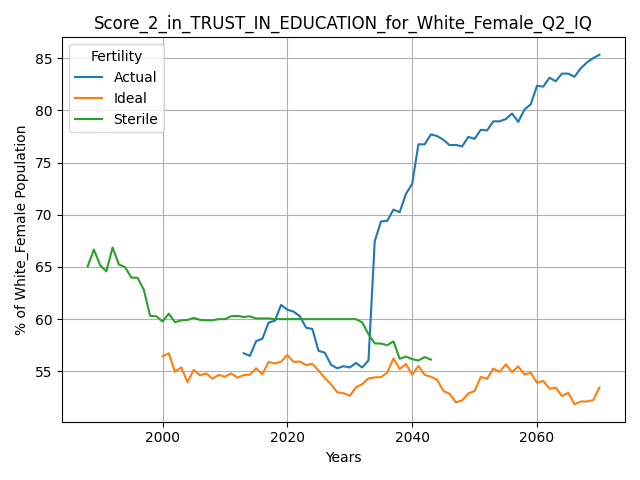 Score_2_in_TRUST_IN_EDUCATION_for_White_Female_Q2_IQ
Fertility
Actual
Ideal
Sterile
% of White_Female Population
85
80
75
70
65
60
55
2000
2020
2040
2060
Years